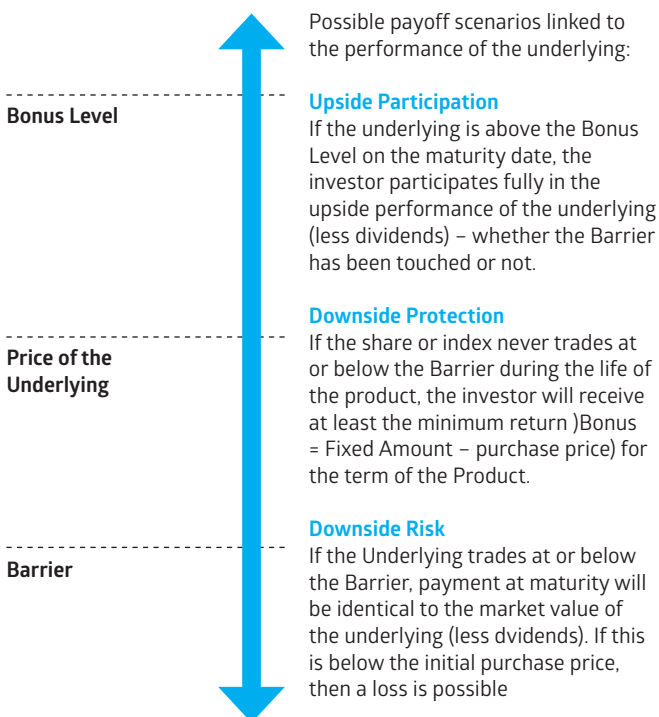 Possible payoff scenarios linked to
the performance of the underlying:
Bonus Level
Upside Participation
If the underlying is above the Bonus
Level on the maturity date, the
investor participates fully in the
upside performance of the underlying
(less dividends) – whether the Barrier
has been touched or not.
Price of the
Underlying
Downside Protection
If the share or index never trades at
or below the Barrier during the life of
the product, the investor will receive
at least the minimum return )Bonus
= Fixed Amount – purchase price) for
the term of the Product.
Barrier
Downside Risk
If the Underlying trades at or below
the Barrier, payment at maturity will
be identical to the market value of
the underlying (less dvidends). If this
is below the initial purchase price,
then a loss is possible